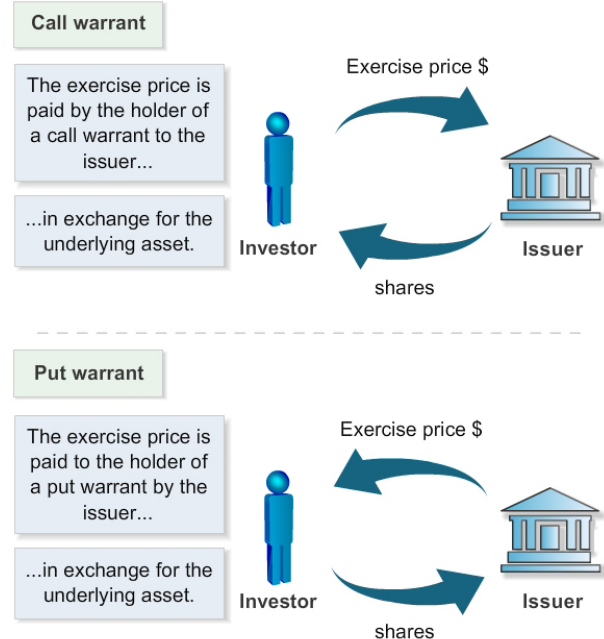 Call warrant
The exercise price is
paid by the holder of
a call warrant to the
issuer...
...in exchange for the
underlying asset.
Exercise price $
Investor
Issuer
shares
Put warrant
The exercise price is
paid to the holder of
a put warrant by the
issuer...
...in exchange for the
underlying asset.
Exercise price $
Investor
Issuer
shares